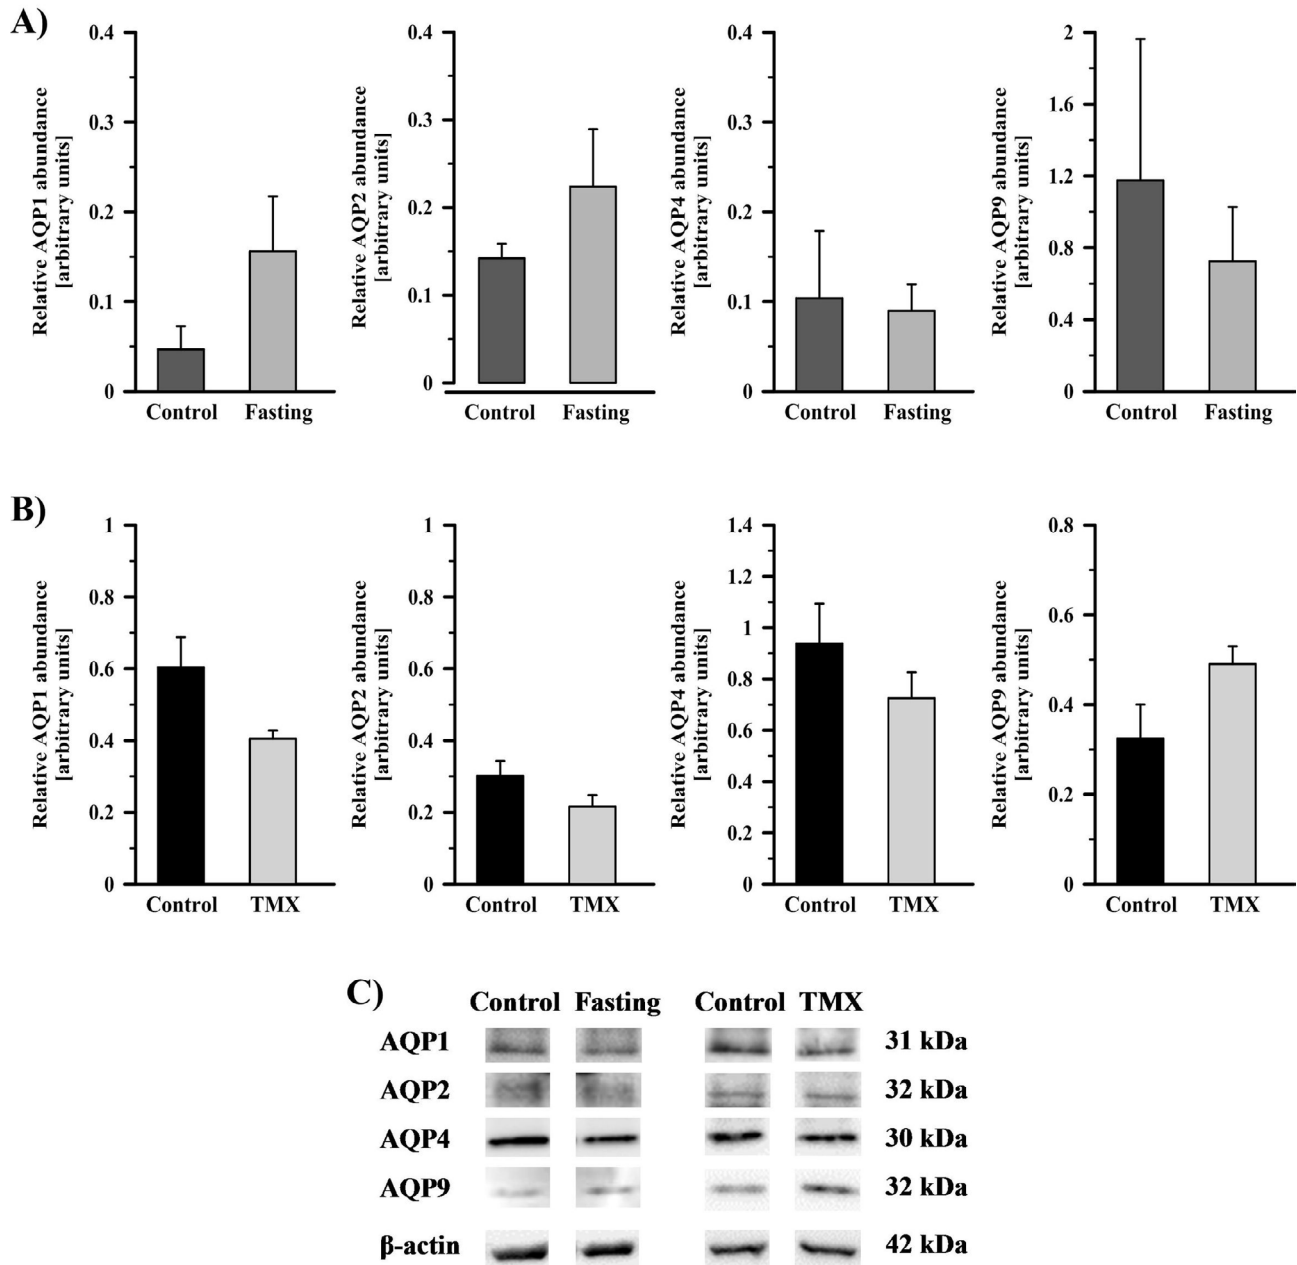 A)
Relative AQP1 abundance
[arbitrary units]
0.4
0.3
0.2
0.1
0
Control Fasting
Relative AQP2 abundance
[arbitrary units]
0.4
0.3
0.2
0.1
0
Control Fasting
Relative AQP4 abundance
[arbitrary units]
0.4
0.3
0.2
0.1
0
Control Fasting
Relative AQP9 abundance
[arbitrary units]
2
1.6
1.2
0.8
0.4
0
Control Fasting
B)
Relative AQP1 abundance
[arbitrary units]
1
0.8
0.6
0.4
0.2
0
Control TMX
Relative AQP2 abundance
[arbitrary units]
1
0.8
0.6
0.4
0.2
0
Control TMX
Relative AQP4 abundance
[arbitrary units]
1.4
1.2
1
0.8
0.6
0.4
0.2
0
Control TMX
Relative AQP9 abundance
[arbitrary units]
0.8
0.6
0.4
0.2
0
Control TMX
C)
Control Fasting Control TMX
AQP1 31 kDa
AQP2 32 kDa
AQP4 30 kDa
AQP9 32 kDa
β-actin 42 kDa